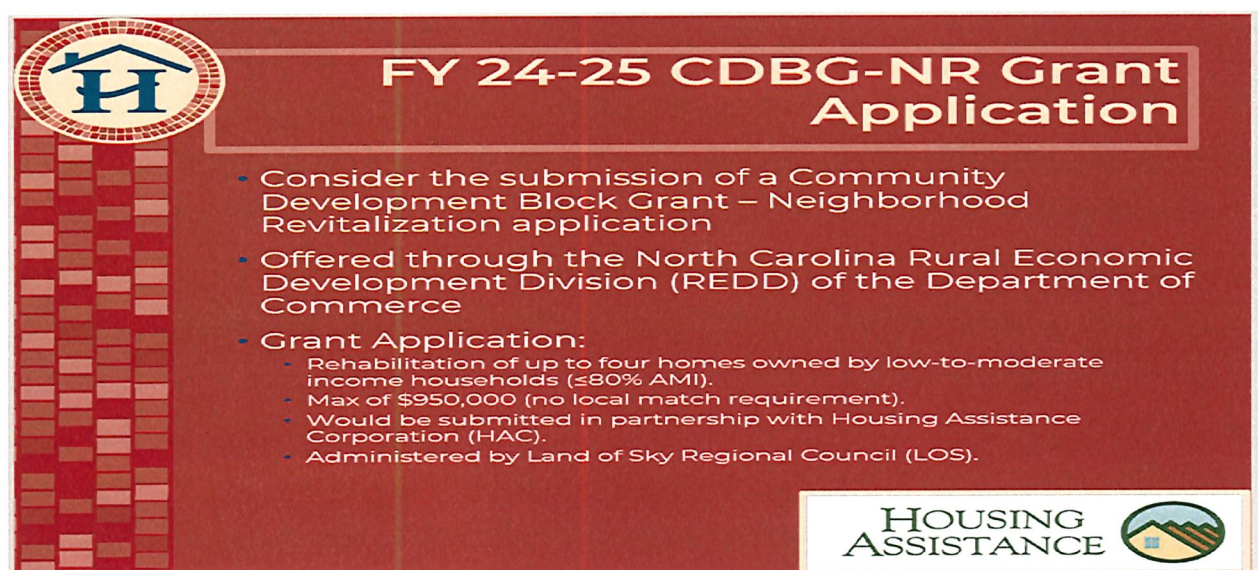 H
FY 24-25 CDBG-NR Grant
Application
• Consider the submission of a Community
Development Block Grant – Neighborhood
Revitalization application
• Offered through the North Carolina Rural Economic
Development Division (REDD) of the Department of
Commerce
• Grant Application:
• Rehabilitation of up to four homes owned by low-to-moderate
income households (≤80% AMI).
• Max of $950,000 (no local match requirement).
• Would be submitted in partnership with Housing Assistance
Corporation (HAC).
• Administered by Land of Sky Regional Council (LOS).
HOUSING
ASSISTANCE